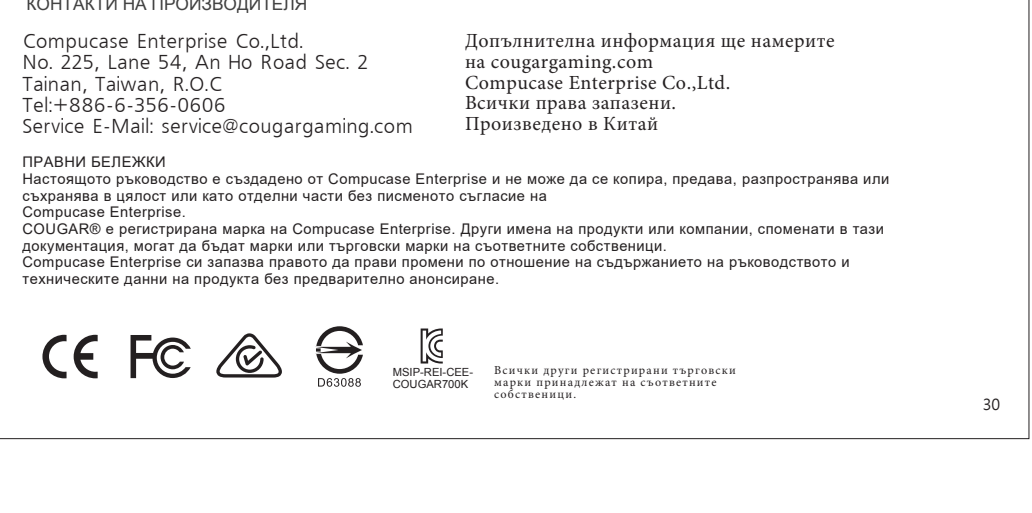 КОНТАКТИ НА ПРОИЗВОДИТЕЛЯ
Compucase Enterprise Co.,Ltd.
No. 225, Lane 54, An Ho Road Sec. 2
Tainan, Taiwan, R.O.C
Tel:+886-6-356-0606
Service E-Mail: service@cougargaming.com
Допълнителна информация ще намерите
на cougargaming.com
Compucase Enterprise Co.,Ltd.
Всички права запазени.
Произведено в Китай
ПРАВНИ БЕЛЕЖКИ
Настоящото ръководство е създадено от Compucase Enterprise и не може да се копира, предава, разпространява или
съхранява в цялост или като отделни части без писменото съгласие на
Compucase Enterprise.
COUGAR® е регистрирана марка на Compucase Enterprise. Други имена на продукти или компании, споменати в тази
документация, могат да бъдат марки или търговски марки на съответните собственици.
Compucase Enterprise си запазва правото да прави промени по отношение на съдържанието на ръководството и
техническите данни на продукта без предварително анонсиране.
CE FC
D63088
MSIP-REI-CEE-
COUGAR700K
Всички други регистрирани търговски
марки принадлежат на съответните
собственици.
30